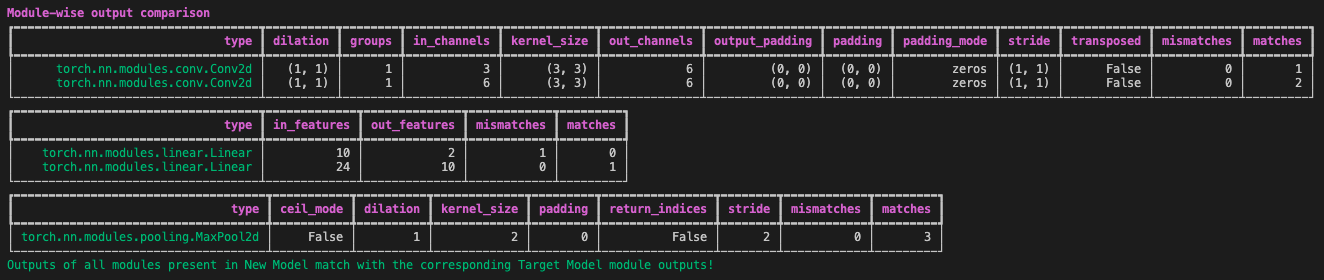 Module-wise output comparison
type dilation groups in_channels kernel_size out_channels output_padding padding padding_mode stride transposed mismatches matches
torch.nn.modules.conv.Conv2d (1, 1) 1 3 (3, 3) 6 (0, 0) (0, 0) zeros (1, 1) False 0 1
torch.nn.modules.conv.Conv2d (1, 1) 1 6 (3, 3) 6 (0, 0) (0, 0) zeros (1, 1) False 0 2
type in_features out_features mismatches matches
torch.nn.modules.linear.Linear 10 2 1 0
torch.nn.modules.linear.Linear 24 10 0 1
type ceil_mode dilation kernel_size padding return_indices stride mismatches matches
torch.nn.modules.pooling.MaxPool2d False 1 2 0 False 2 0 3
Outputs of all modules present in New Model match with the corresponding Target Model module outputs!